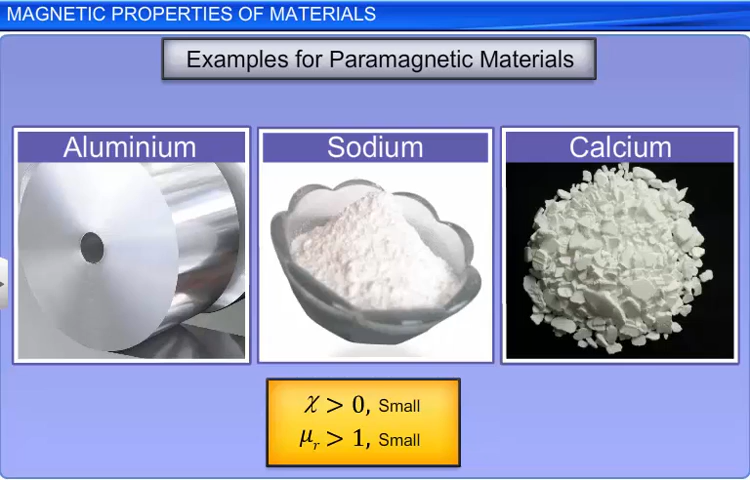 MAGNETIC PROPERTIES OF MATERIALS
Examples for Paramagnetic Materials
Aluminium
Sodium
Calcium
χ > 0, Small
μᵣ > 1, Small